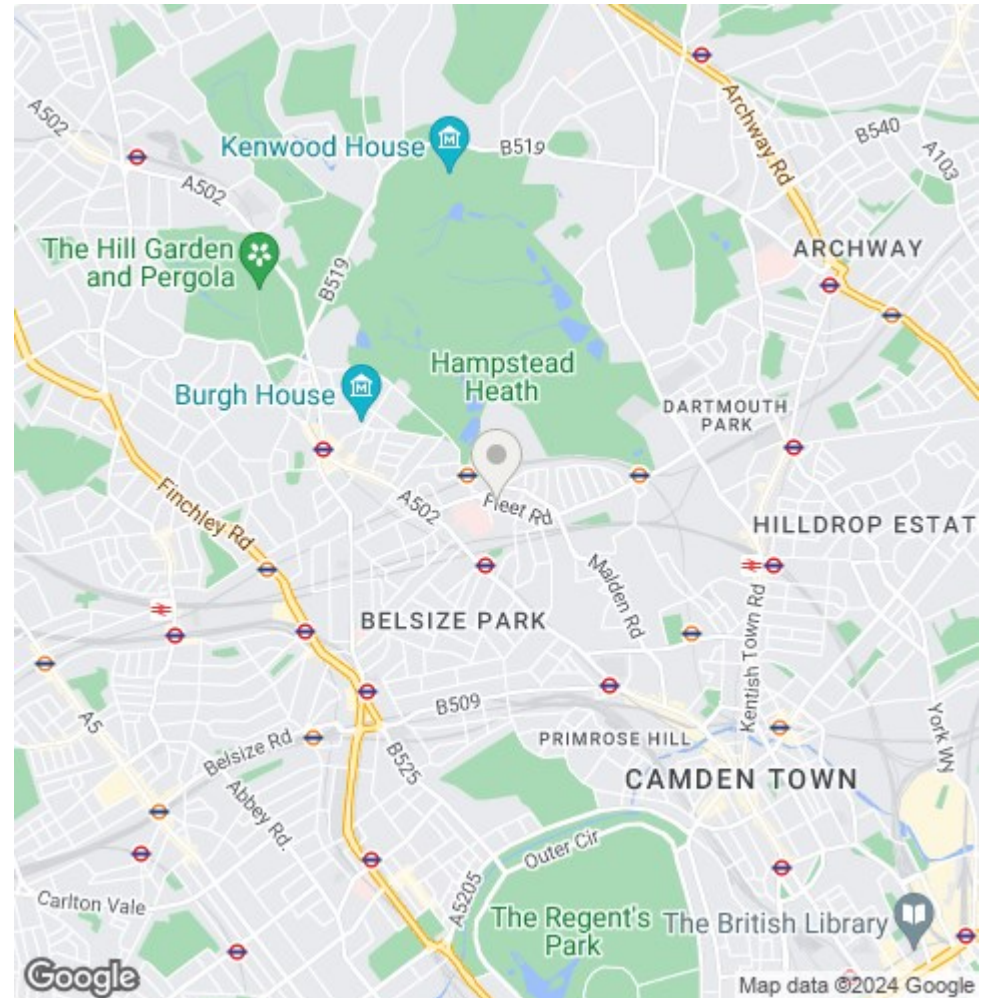 A502
Kenwood House
B519
Archway Rd
B540
A103
A502
The Hill Garden
and Pergola
B519
ARCHWAY
Hampstead
Heath
Burgh House
DARTMOUTH
PARK
A502
Fleet Rd
Finchley Rd
HILLDROP ESTAT
Malden Rd
BELSIZE PARK
Kentish Town Rd
B509
A5
Belsize Rd
B525
PRIMROSE HILL
York Wy
CAMDEN TOWN
Abbey Rd.
Outer Cir
A5205
Carlton Vale
The Regent's
Park
The British Library
Google
Map data ©2024 Google